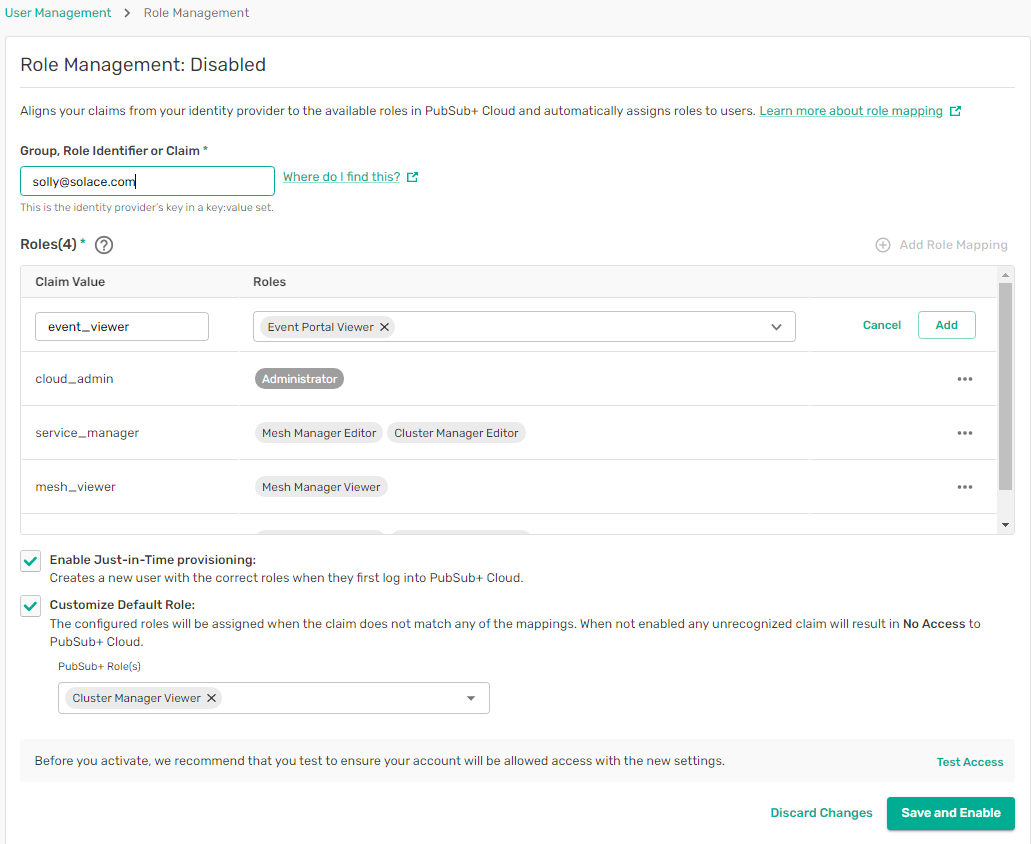 User Management > Role Management
Role Management: Disabled
Aligns your claims from your identity provider to the available roles in PubSub+ Cloud and automatically assigns roles to users. Learn more about role mapping
Group, Role Identifier or Claim *
solly@solace.com
Where do I find this?
This is the identity provider's key in a key:value set.
Roles(4) * ?
Add Role Mapping
Claim Value Roles
event_viewer Event Portal Viewer Cancel Add
cloud_admin Administrator
service_manager Mesh Manager Editor Cluster Manager Editor
mesh_viewer Mesh Manager Viewer
Enable Just-in-Time provisioning:
Creates a new user with the correct roles when they first log into PubSub+ Cloud.
Customize Default Role:
The configured roles will be assigned when the claim does not match any of the mappings. When not enabled any unrecognized claim will result in No Access to
PubSub+ Cloud.
PubSub+ Role(s)
Cluster Manager Viewer
Before you activate, we recommend that you test to ensure your account will be allowed access with the new settings.
Test Access
Discard Changes Save and Enable